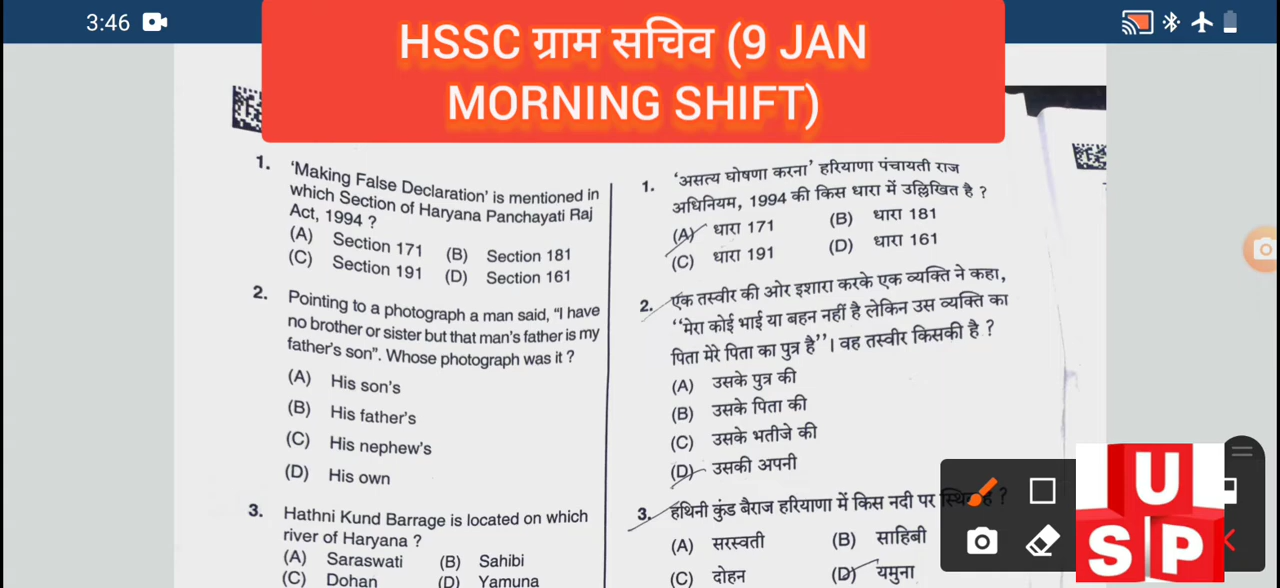 3:46
HSSC ग्राम सचिव (9 JAN
MORNING SHIFT)
1. 'Making False Declaration' is mentioned in
which Section of Haryana Panchayati Raj
Act, 1994 ?
(A) Section 171 (B) Section 181
(C) Section 191 (D) Section 161
2. Pointing to a photograph a man said, "I have
no brother or sister but that man's father is my
father's son". Whose photograph was it ?
(A) His son's
(B) His father's
(C) His nephew's
(D) His own
3. Hathni Kund Barrage is located on which
river of Haryana ?
(A) Saraswati (B) Sahibi
(C) Dohan (D) Yamuna
1. 'असत्य घोषणा करना' हरियाणा पंचायती राज
अधिनियम, 1994 की किस धारा में उल्लिखित है ?
(A) धारा 171 (B) धारा 181
(C) धारा 191 (D) धारा 161
2. एक तस्वीर की ओर इशारा करके एक व्यक्ति ने कहा,
"मेरा कोई भाई या बहन नहीं है लेकिन उस व्यक्ति का
पिता मेरे पिता का पुत्र है"। वह तस्वीर किसकी है ?
(A) उसके पुत्र की
(B) उसके पिता की
(C) उसके भतीजे की
(D) उसकी अपनी
3. हथिनी कुंड बैराज हरियाणा में किस नदी पर स्थित है ?
(A) सरस्वती (B) साहिबी
(C) दोहन (D) यमुना
U
S P